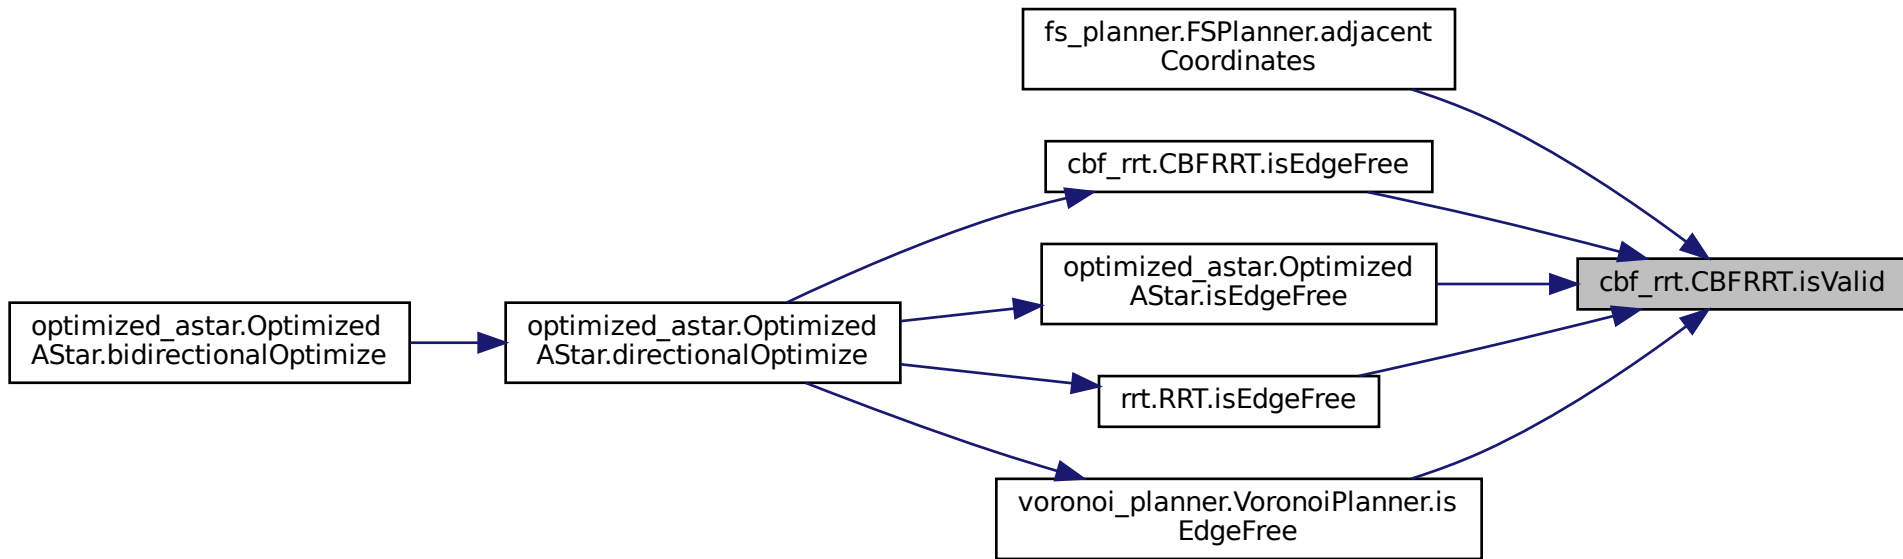 fs_planner.FSPlanner.adjacent
Coordinates
cbf_rrt.CBFRRT.isEdgeFree
optimized_astar.Optimized
AStar.isEdgeFree
cbf_rrt.CBFRRT.isValid
optimized_astar.Optimized
AStar.bidirectionalOptimize
optimized_astar.Optimized
AStar.directionalOptimize
rrt.RRT.isEdgeFree
voronoi_planner.VoronoiPlanner.is
EdgeFree